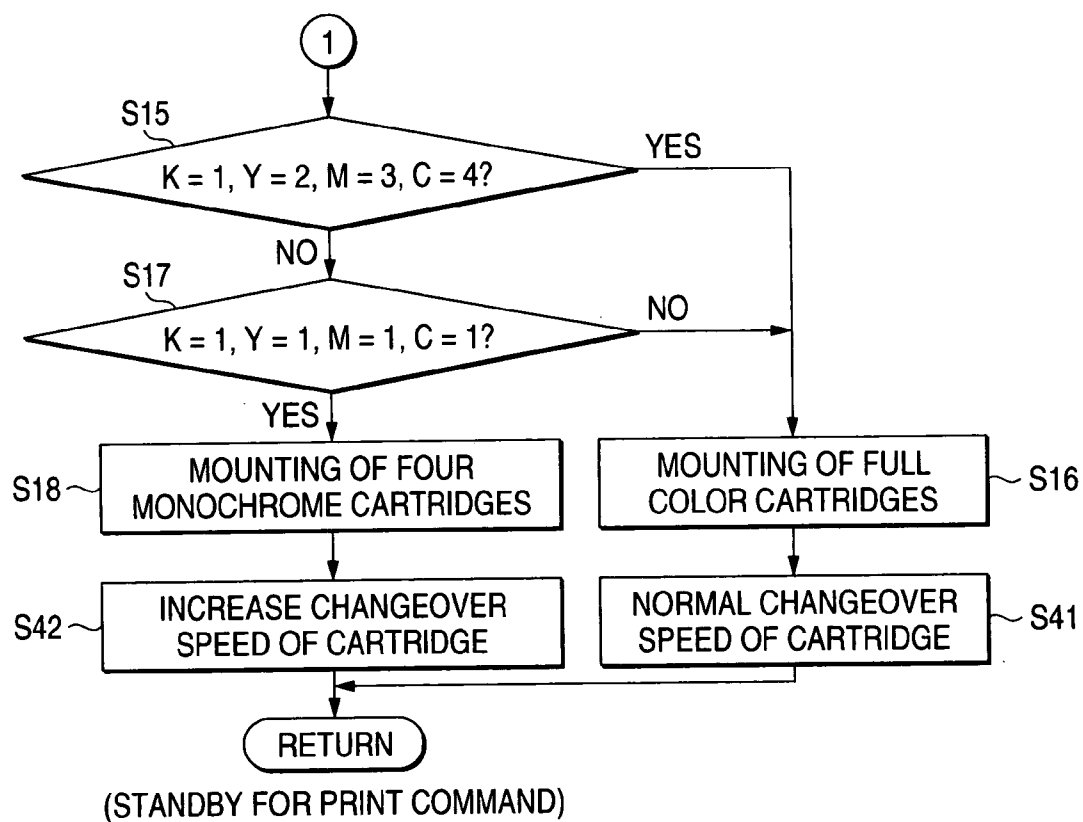 1
S15
K = 1, Y = 2, M = 3, C = 4?
YES
NO
S17
K = 1, Y = 1, M = 1, C = 1?
NO
YES
S18
MOUNTING OF FOUR
MONOCHROME CARTRIDGES
MOUNTING OF FULL
COLOR CARTRIDGES
S16
S42
INCREASE CHANGEOVER
SPEED OF CARTRIDGE
NORMAL CHANGEOVER
SPEED OF CARTRIDGE
S41
RETURN
(STANDBY FOR PRINT COMMAND)